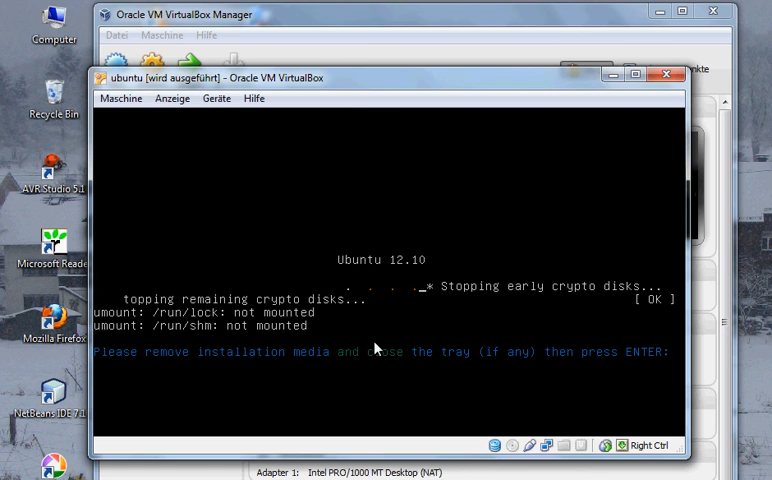 Computer
Recycle Bin
AVR Studio 5.1
Microsoft Reade
Mozilla Firefox
NetBeans IDE 7.1
Oracle VM VirtualBox Manager
Datei Maschine Hilfe
nkte
ubuntu [wird ausgeführt] - Oracle VM VirtualBox
Maschine Anzeige Geräte Hilfe
Ubuntu 12.10
. . . ._* Stopping early crypto disks...
topping remaining crypto disks... [ OK ]
umount: /run/lock: not mounted
umount: /run/shm: not mounted
Please remove installation media and close the tray (if any) then press ENTER:
Right Ctrl
Adapter 1: Intel PRO/1000 MT Desktop (NAT)